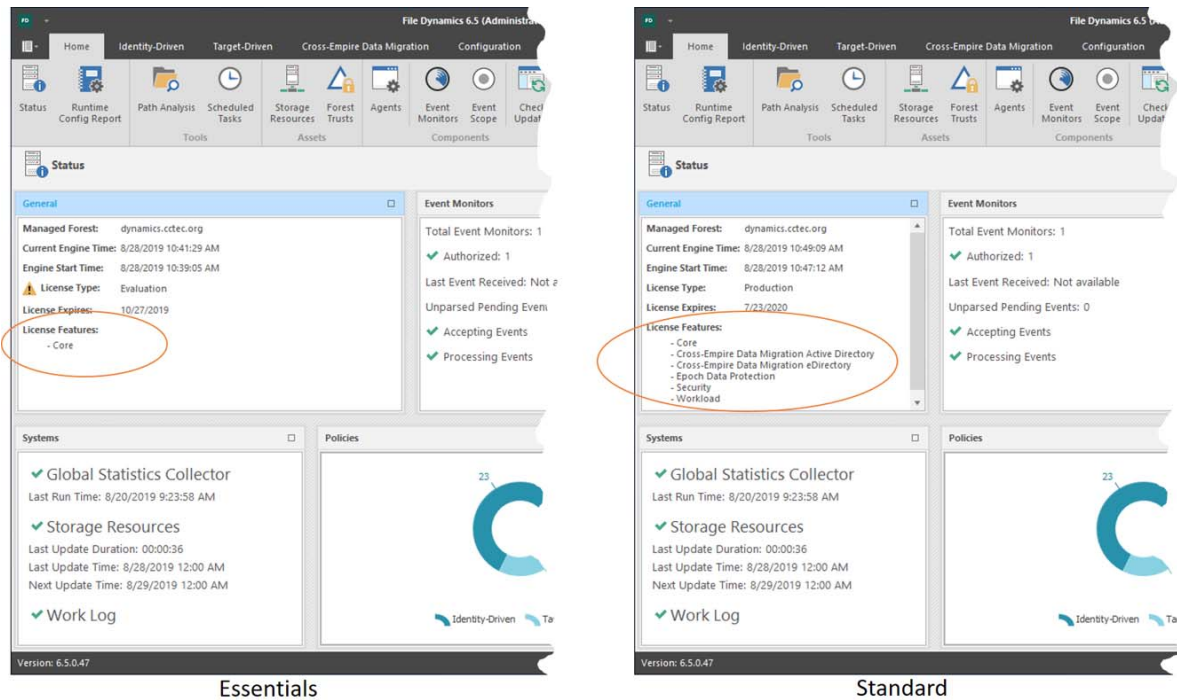 FD
File Dynamics 6.5 (Administra
Home Identity-Driven Target-Driven Cross-Empire Data Migration Configuration
Status Runtime Config Report Path Analysis Scheduled Tasks Storage Resources Forest Trusts Agents Event Monitors Event Scope Check Updat
Tools Assets Components
Status
General
Managed Forest: dynamics.cctec.org
Current Engine Time: 8/28/2019 10:41:29 AM
Engine Start Time: 8/28/2019 10:39:05 AM
License Type: Evaluation
License Expires: 10/27/2019
License Features:
- Core
Event Monitors
Total Event Monitors: 1
Authorized: 1
Last Event Received: Not a
Unparsed Pending Even
Accepting Events
Processing Events
Systems
Global Statistics Collector
Last Run Time: 8/20/2019 9:23:58 AM
Storage Resources
Last Update Duration: 00:00:36
Last Update Time: 8/28/2019 12:00 AM
Next Update Time: 8/29/2019 12:00 AM
Work Log
Policies
23
Identity-Driven Ta
Version: 6.5.0.47
Essentials
FD
File Dynamics 6.5
Home Identity-Driven Target-Driven Cross-Empire Data Migration Configuration
Status Runtime Config Report Path Analysis Scheduled Tasks Storage Resources Forest Trusts Agents Event Monitors Event Scope Check Updat
Tools Assets Components
Status
General
Managed Forest: dynamics.cctec.org
Current Engine Time: 8/28/2019 10:49:09 AM
Engine Start Time: 8/28/2019 10:47:12 AM
License Type: Production
License Expires: 7/23/2020
License Features:
- Core
- Cross-Empire Data Migration Active Directory
- Cross-Empire Data Migration eDirectory
- Epoch Data Protection
- Security
- Workload
Event Monitors
Total Event Monitors: 1
Authorized: 1
Last Event Received: Not available
Unparsed Pending Events: 0
Accepting Events
Processing Events
Systems
Global Statistics Collector
Last Run Time: 8/20/2019 9:23:58 AM
Storage Resources
Last Update Duration: 00:00:36
Last Update Time: 8/28/2019 12:00 AM
Next Update Time: 8/29/2019 12:00 AM
Work Log
Policies
23
Identity-Driven Ta
Version: 6.5.0.47
Standard